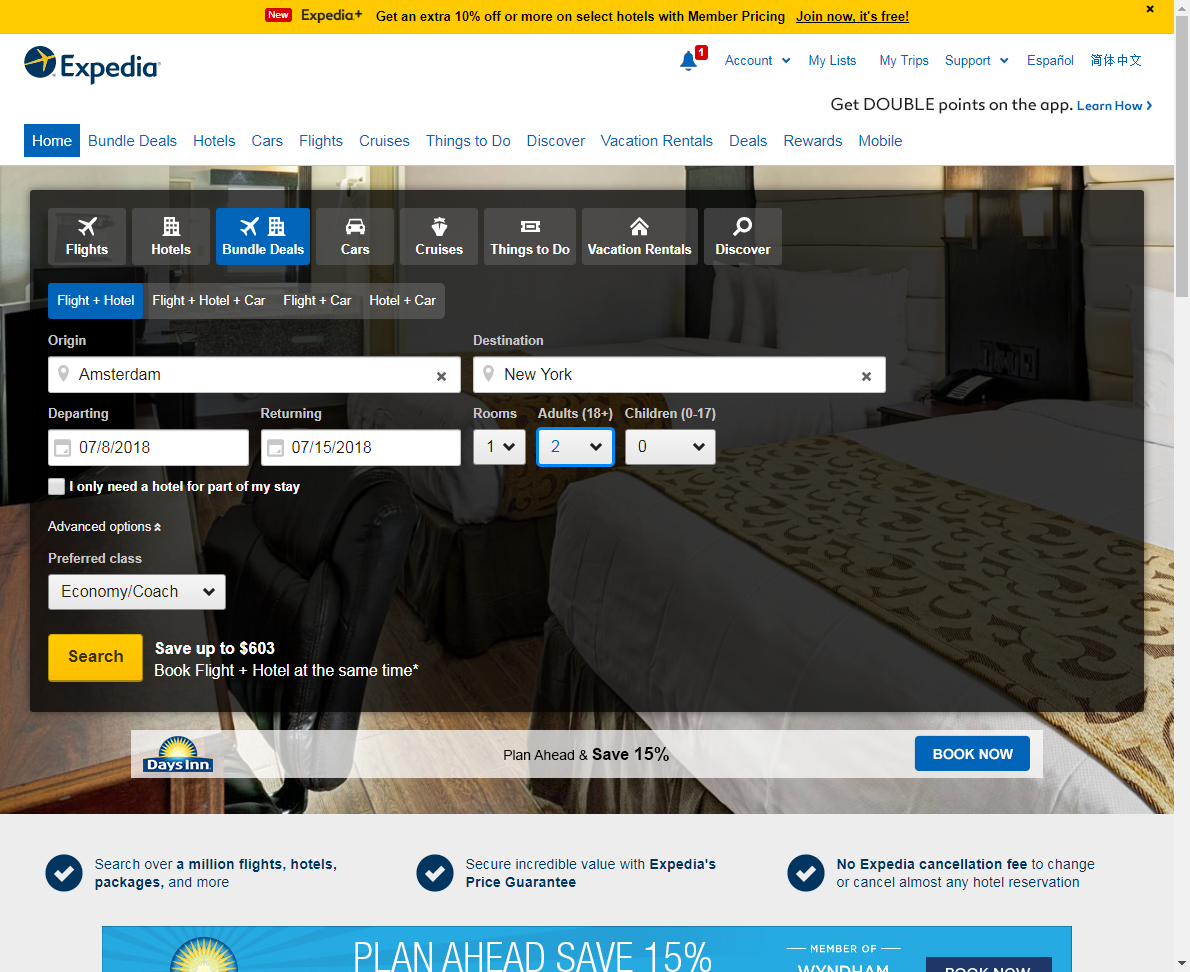 New Expedia+ Get an extra 10% off or more on select hotels with Member Pricing Join now, it's free!
Expedia
1 Account My Lists My Trips Support Español 简体中文
Get DOUBLE points on the app. Learn How
Home Bundle Deals Hotels Cars Flights Cruises Things to Do Discover Vacation Rentals Deals Rewards Mobile
Flights Hotels Bundle Deals Cars Cruises Things to Do Vacation Rentals Discover
Flight + Hotel Flight + Hotel + Car Flight + Car Hotel + Car
Origin Destination
Amsterdam New York
Departing Returning Rooms Adults (18+) Children (0-17)
07/8/2018 07/15/2018 1 2 0
I only need a hotel for part of my stay
Advanced options
Preferred class
Economy/Coach
Search
Save up to $603
Book Flight + Hotel at the same time*
Days Inn Plan Ahead & Save 15% BOOK NOW
Search over a million flights, hotels,
packages, and more
Secure incredible value with Expedia's
Price Guarantee
No Expedia cancellation fee to change
or cancel almost any hotel reservation
PLAN AHEAD SAVE 15%
MEMBER OF
WYNDHAM
BOOK NOW